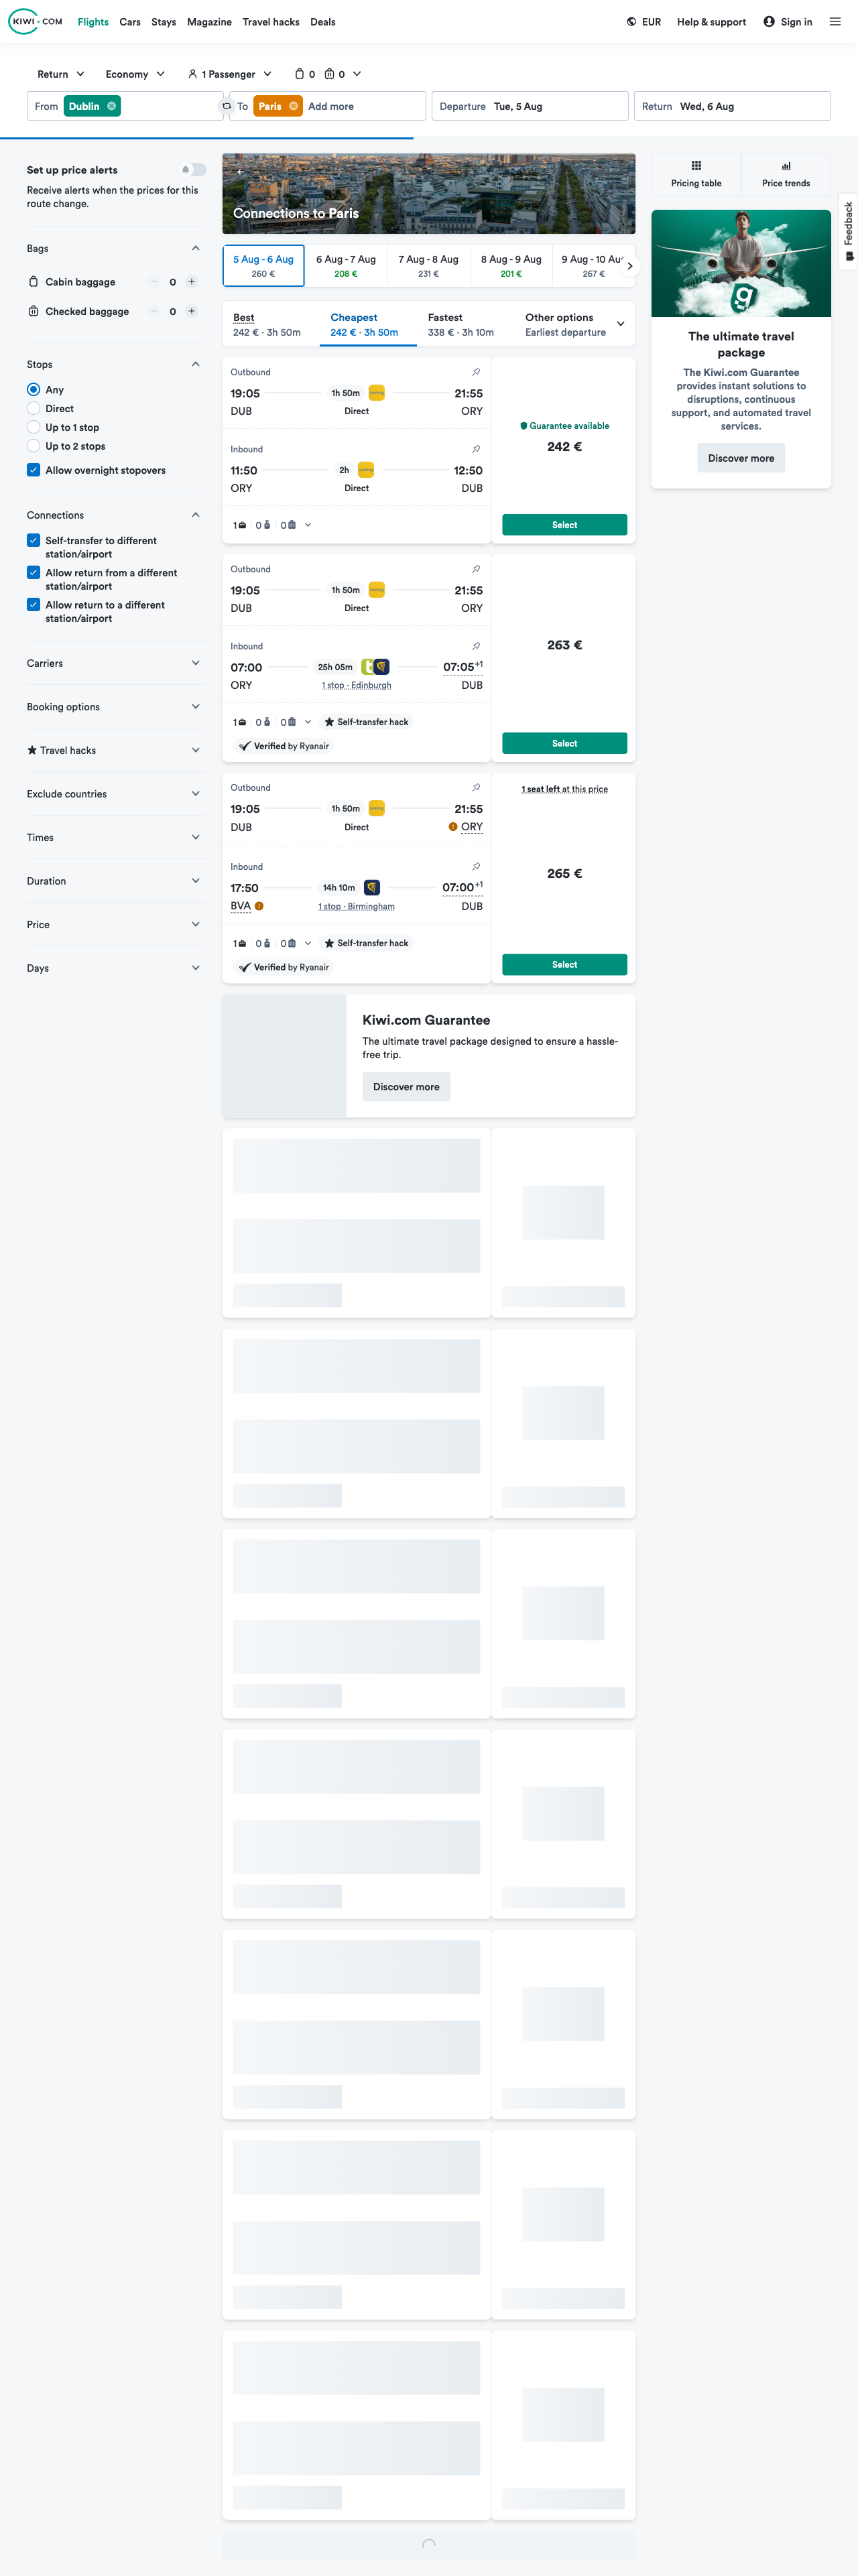 KIWI.COM
Flights
Cars
Stays
Magazine
Travel hacks
Deals
EUR
Help & support
Sign in
Return
Economy
1 Passenger
0
0
From Dublin
To Paris Add more
Departure Tue, 5 Aug
Return Wed, 6 Aug
Set up price alerts
Receive alerts when the prices for this
route change.
Bags
Cabin baggage
0
Checked baggage
0
Stops
Any
Direct
Up to 1 stop
Up to 2 stops
Allow overnight stopovers
Connections
Self-transfer to different
station/airport
Allow return from a different
station/airport
Allow return to a different
station/airport
Carriers
Booking options
Travel hacks
Exclude countries
Times
Duration
Price
Days
Connections to Paris
5 Aug - 6 Aug
260 €
6 Aug - 7 Aug
208 €
7 Aug - 8 Aug
231 €
8 Aug - 9 Aug
201 €
9 Aug - 10 Aug
267 €
Best
242 € · 3h 50m
Cheapest
242 € · 3h 50m
Fastest
338 € · 3h 10m
Other options
Earliest departure
Outbound
19:05 1h 50m 21:55
DUB Direct ORY
Inbound
11:50 2h 12:50
ORY Direct DUB
1 0 0
Guarantee available
242 €
Select
Outbound
19:05 1h 50m 21:55
DUB Direct ORY
Inbound
07:00 25h 05m 07:05+1
ORY 1 stop · Edinburgh DUB
1 0 0 Self-transfer hack
Verified by Ryanair
263 €
Select
Outbound
19:05 1h 50m 21:55
DUB Direct ORY
Inbound
17:50 14h 10m 07:00+1
BVA 1 stop · Birmingham DUB
1 0 0 Self-transfer hack
Verified by Ryanair
1 seat left at this price
265 €
Select
Kiwi.com Guarantee
The ultimate travel package designed to ensure a hassle-
free trip.
Discover more
Pricing table
Price trends
The ultimate travel
package
The Kiwi.com Guarantee
provides instant solutions to
disruptions, continuous
support, and automated travel
services.
Discover more
Feedback